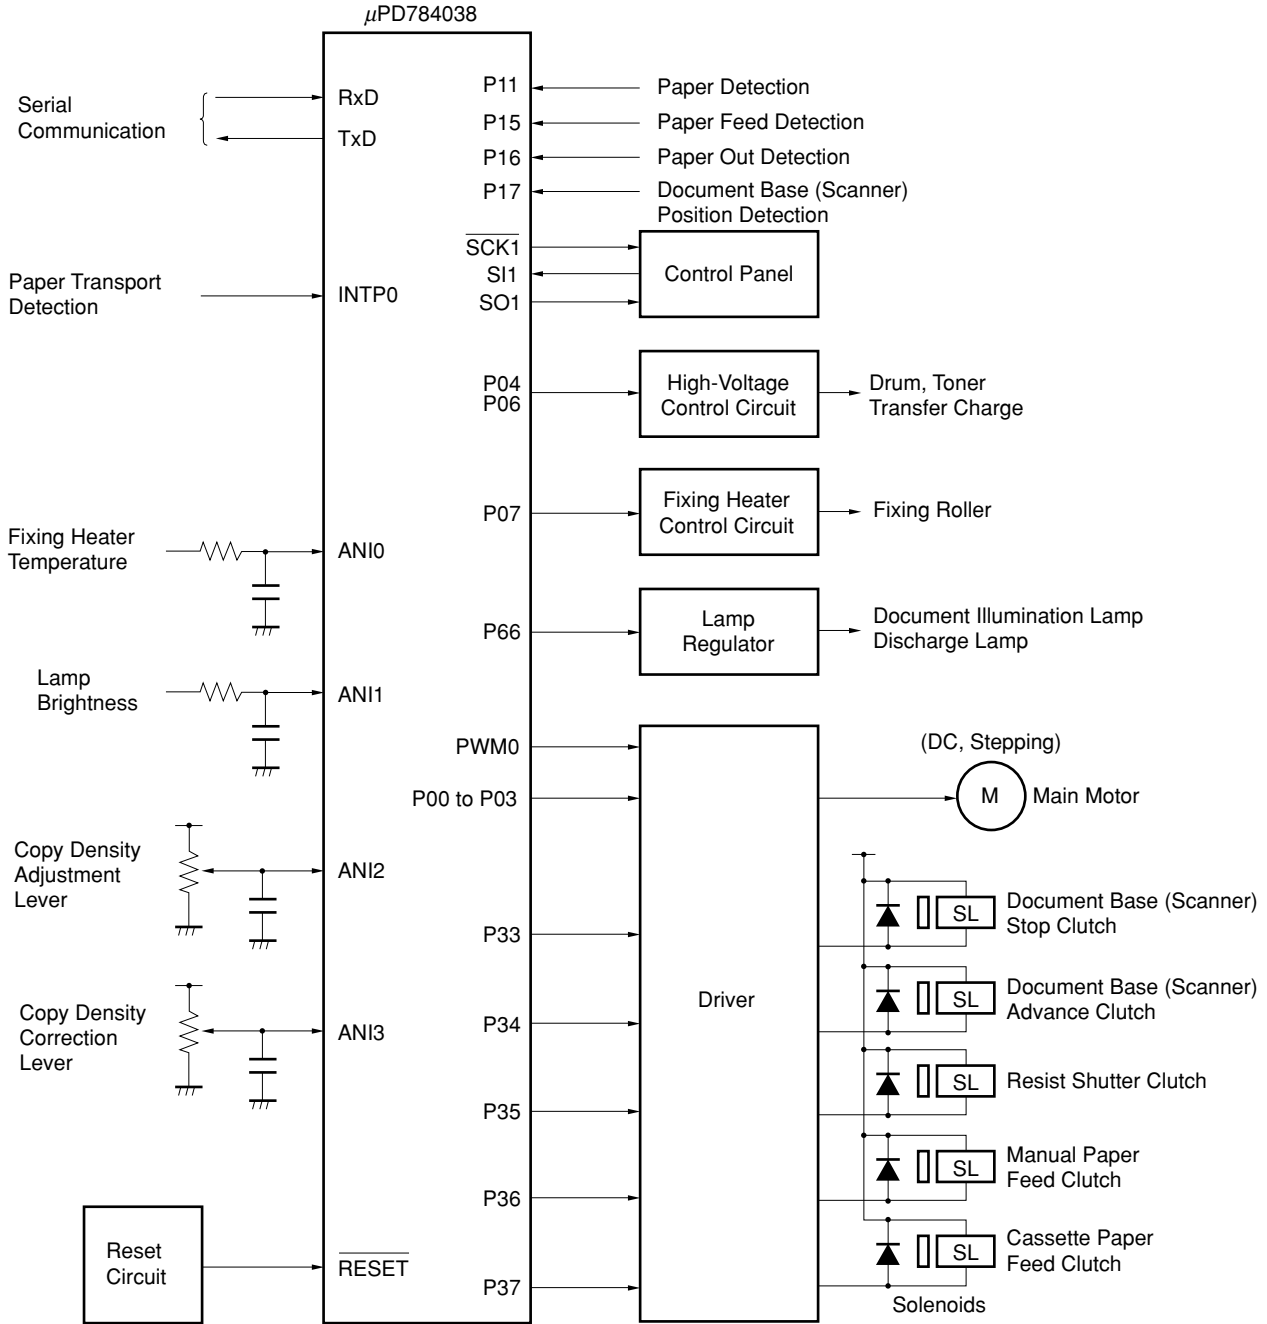 μPD784038
Serial
Communication
RxD
TxD
Paper Transport
Detection
INTP0
Fixing Heater
Temperature
ANI0
Lamp
Brightness
ANI1
Copy Density
Adjustment
Lever
ANI2
Copy Density
Correction
Lever
ANI3
Reset
Circuit
RESET
P11
Paper Detection
P15
Paper Feed Detection
P16
Paper Out Detection
P17
Document Base (Scanner)
Position Detection
SCK1
SI1
SO1
Control Panel
P04
P06
High-Voltage
Control Circuit
Drum, Toner
Transfer Charge
P07
Fixing Heater
Control Circuit
Fixing Roller
P66
Lamp
Regulator
Document Illumination Lamp
Discharge Lamp
PWM0
P00 to P03
P33
P34
P35
P36
P37
Driver
(DC, Stepping)
M
Main Motor
SL
Document Base (Scanner)
Stop Clutch
SL
Document Base (Scanner)
Advance Clutch
SL
Resist Shutter Clutch
SL
Manual Paper
Feed Clutch
SL
Cassette Paper
Feed Clutch
Solenoids